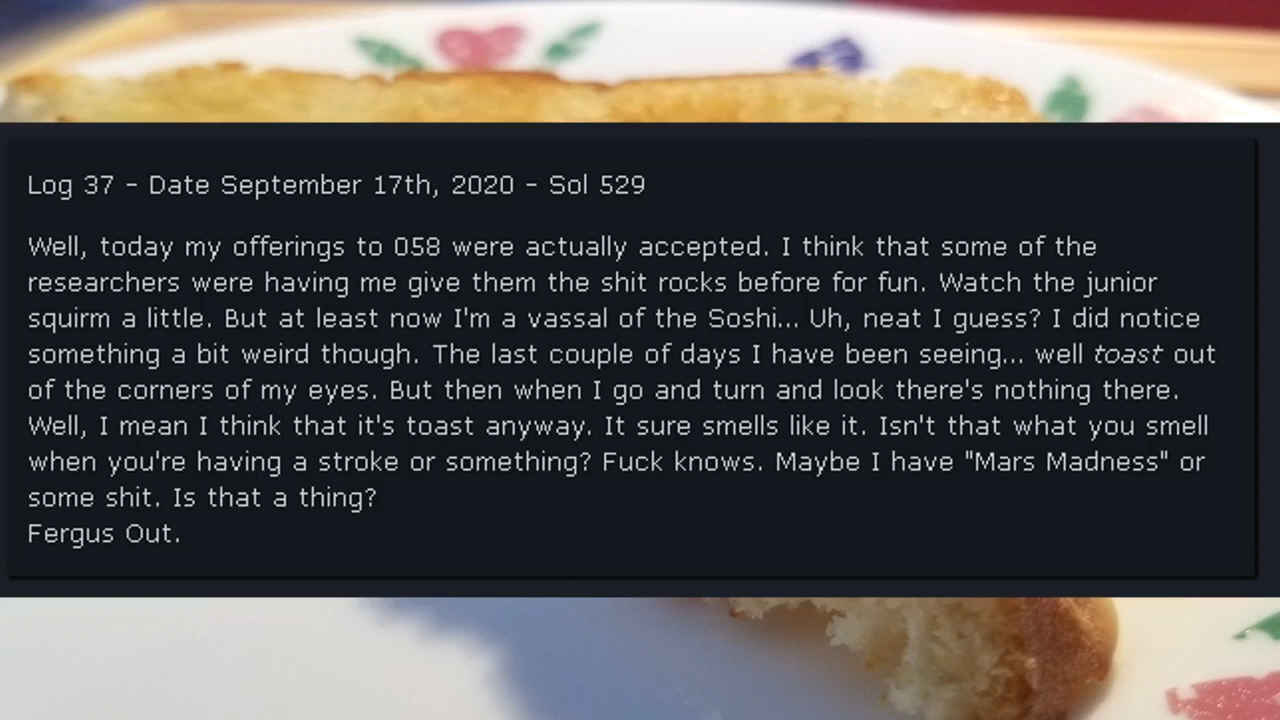 Log 37 - Date September 17th, 2020 - Sol 529
Well, today my offerings to 058 were actually accepted. I think that some of the
researchers were having me give them the shit rocks before for fun. Watch the junior
squirm a little. But at least now I'm a vassal of the Soshi... Uh, neat I guess? I did notice
something a bit weird though. The last couple of days I have been seeing... well toast out
of the corners of my eyes. But then when I go and turn and look there's nothing there.
Well, I mean I think that it's toast anyway. It sure smells like it. Isn't that what you smell
when you're having a stroke or something? Fuck knows. Maybe I have "Mars Madness" or
some shit. Is that a thing?
Fergus Out.